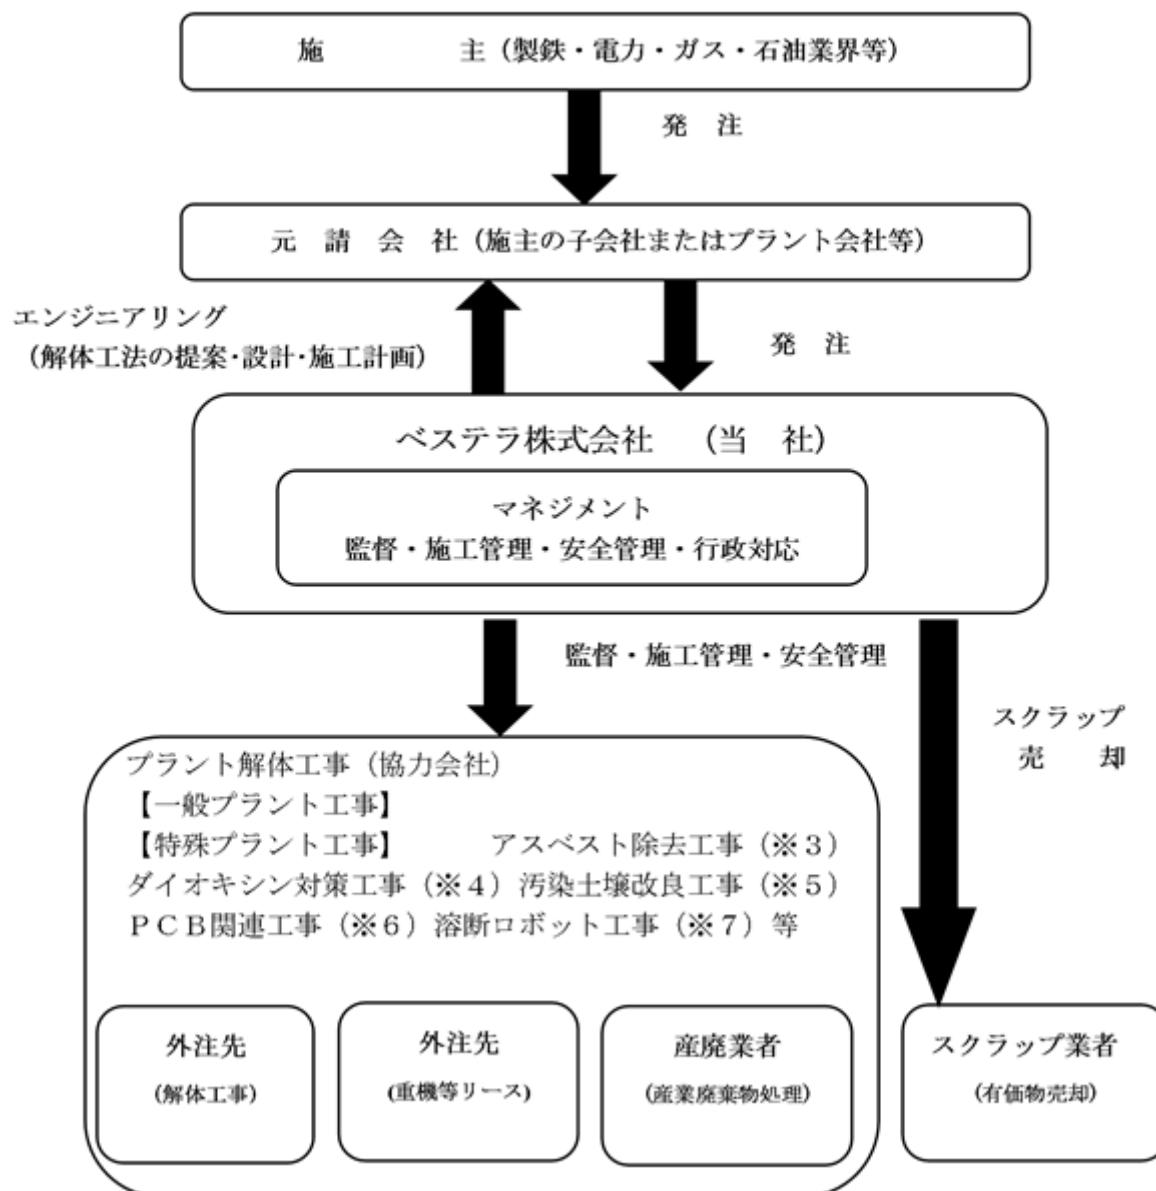 施　　　　主（製鉄・電力・ガス・石油業界等）
発　注
元　請　会　社（施主の子会社またはプラント会社等）
エンジニアリング
（解体工法の提案･設計･施工計画）
発　注
ベステラ株式会社　（当　社）
マネジメント
監督・施工管理・安全管理・行政対応
監督・施工管理・安全管理
スクラップ
売　　却
プラント解体工事（協力会社）
【一般プラント工事】
【特殊プラント工事】　　　アスベスト除去工事（※３）
ダイオキシン対策工事（※４）汚染土壌改良工事（※５）
ＰＣＢ関連工事（※６）溶断ロボット工事（※７）等
外注先
(解体工事)
外注先
(重機等リース)
産廃業者
(産業廃棄物処理)
スクラップ業者
(有価物売却)